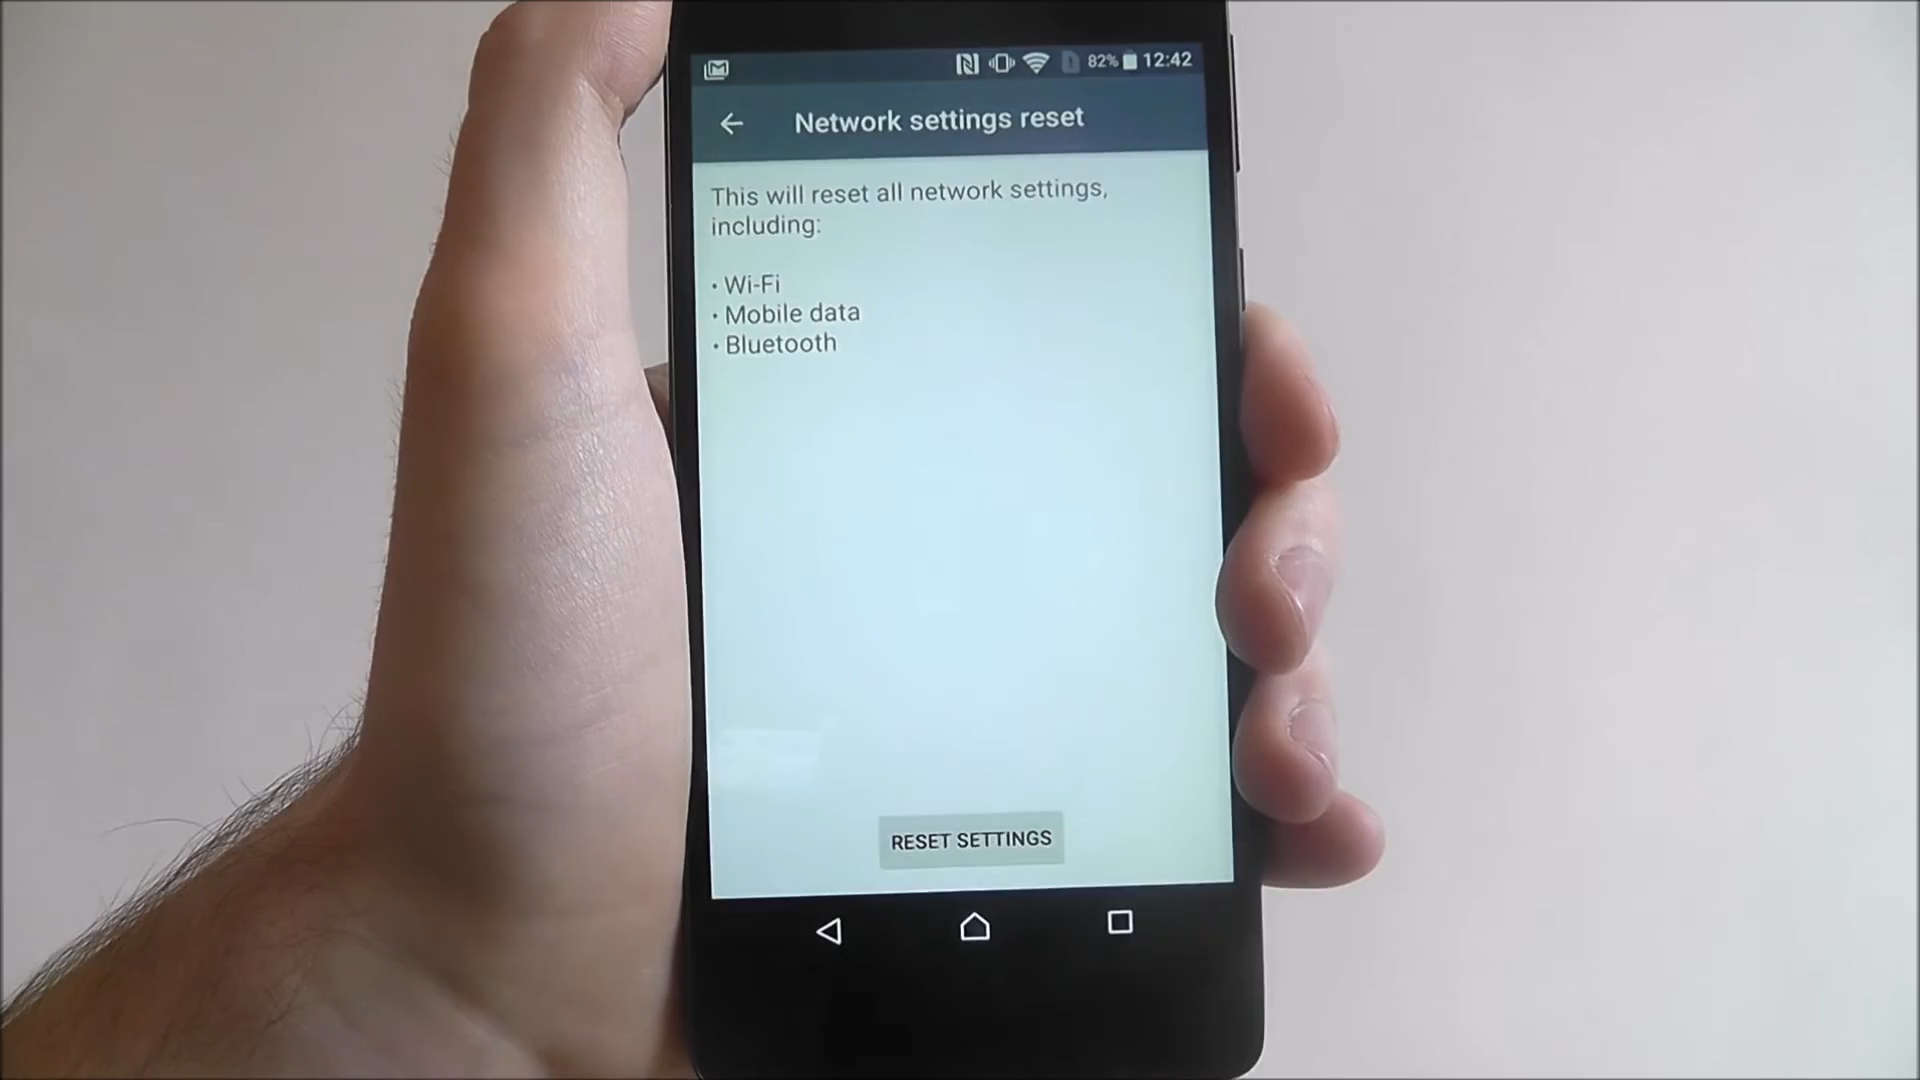 82% 12:42
Network settings reset
This will reset all network settings,
including:
• Wi-Fi
• Mobile data
• Bluetooth
RESET SETTINGS